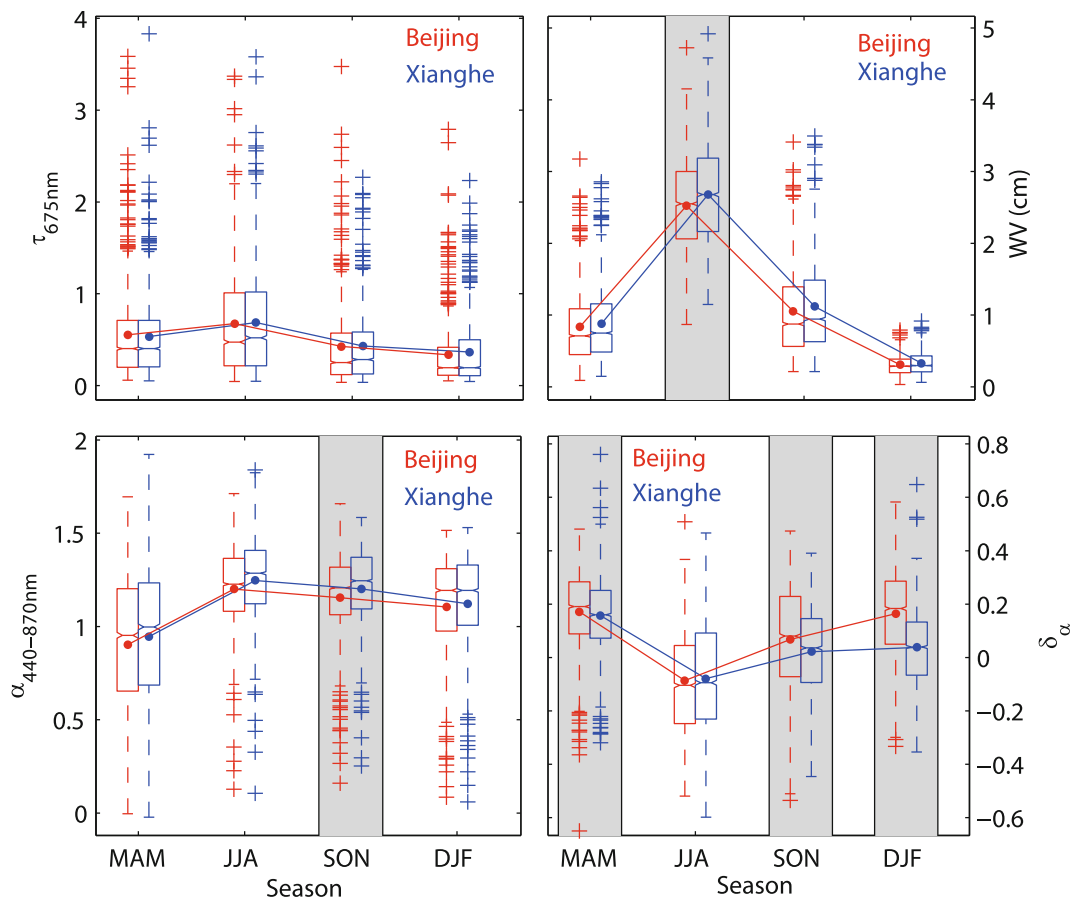 4
3
2
1
0
τ675nm
Beijing
Xianghe
5
4
3
2
1
0
WV (cm)
Beijing
Xianghe
2
1.5
1
0.5
0
α440−870nm
Beijing
Xianghe
MAM JJA SON DJF
Season
0.8
0.6
0.4
0.2
0
−0.2
−0.4
−0.6
δα
Beijing
Xianghe
MAM JJA SON DJF
Season